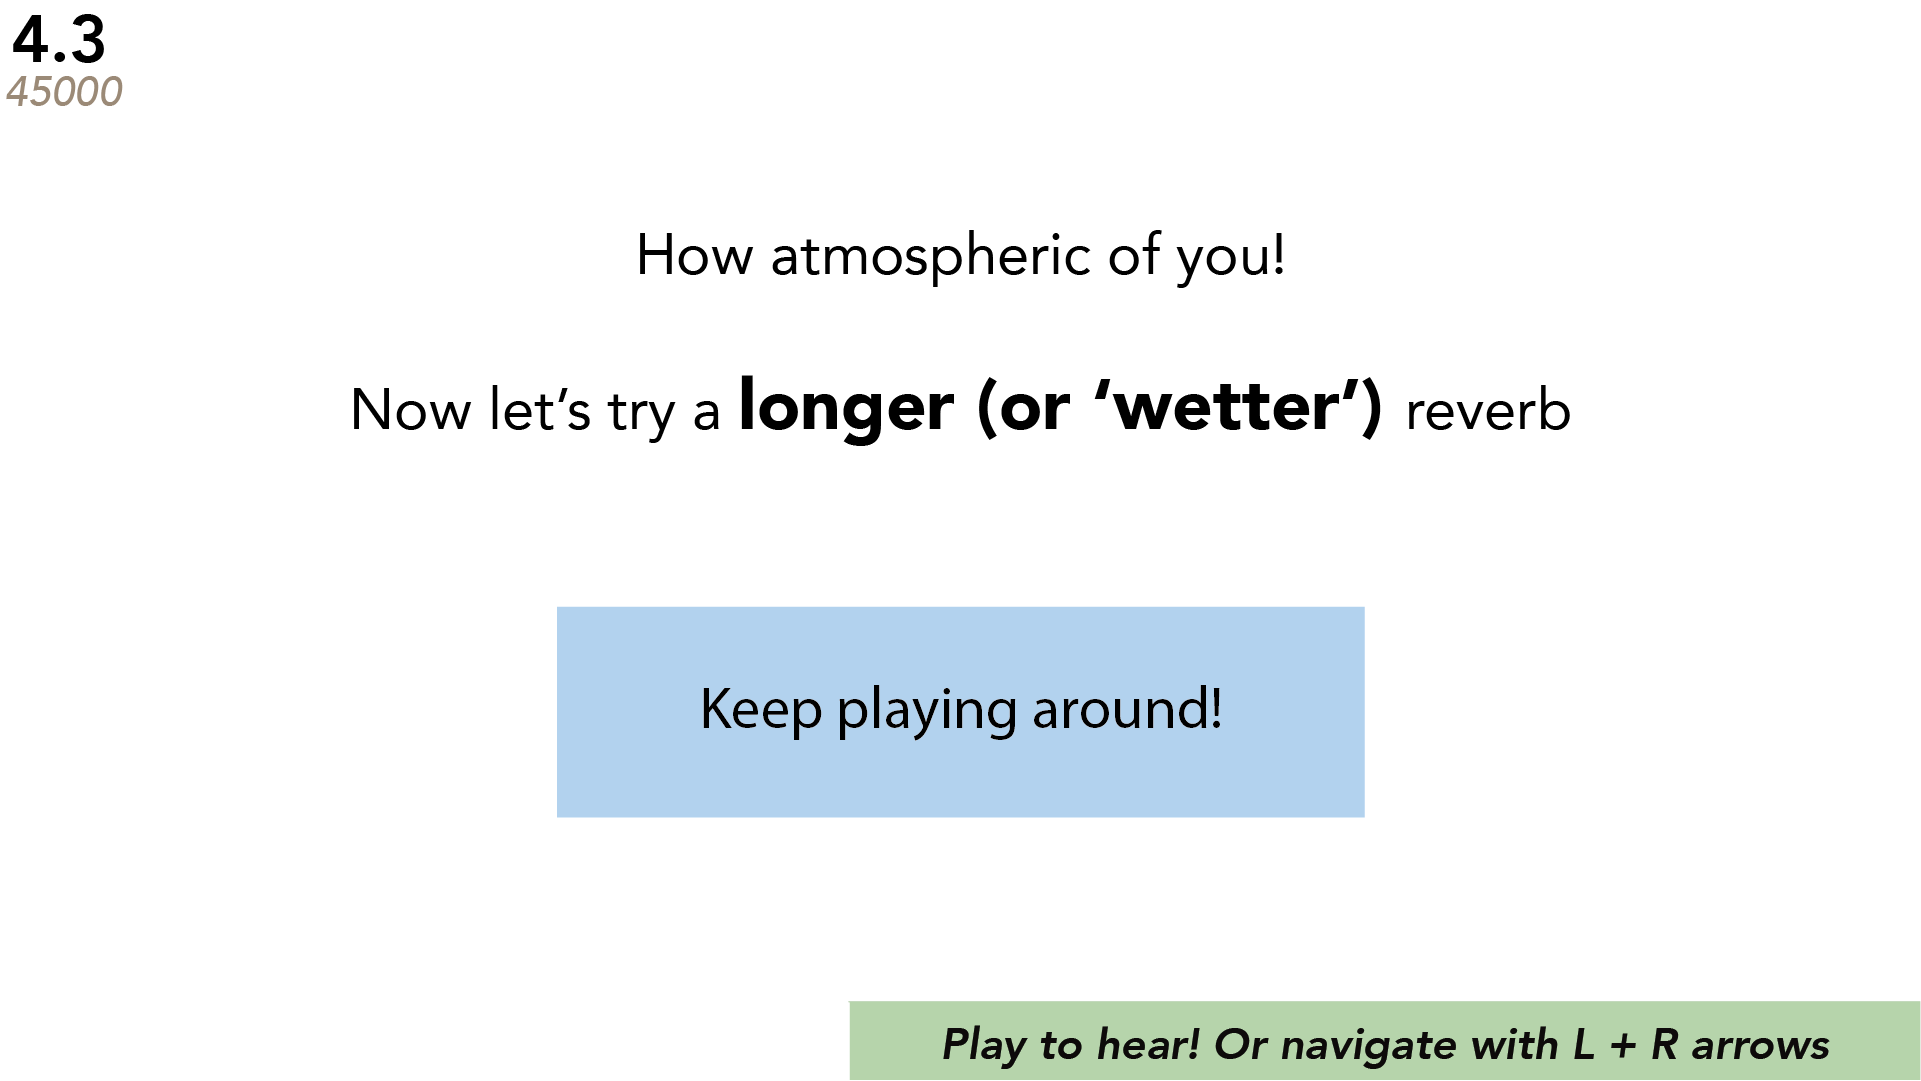 4.3
45000
How atmospheric of you!
Now let’s try a longer (or ‘wetter’) reverb
Keep playing around!
Play to hear! Or navigate with L + R arrows